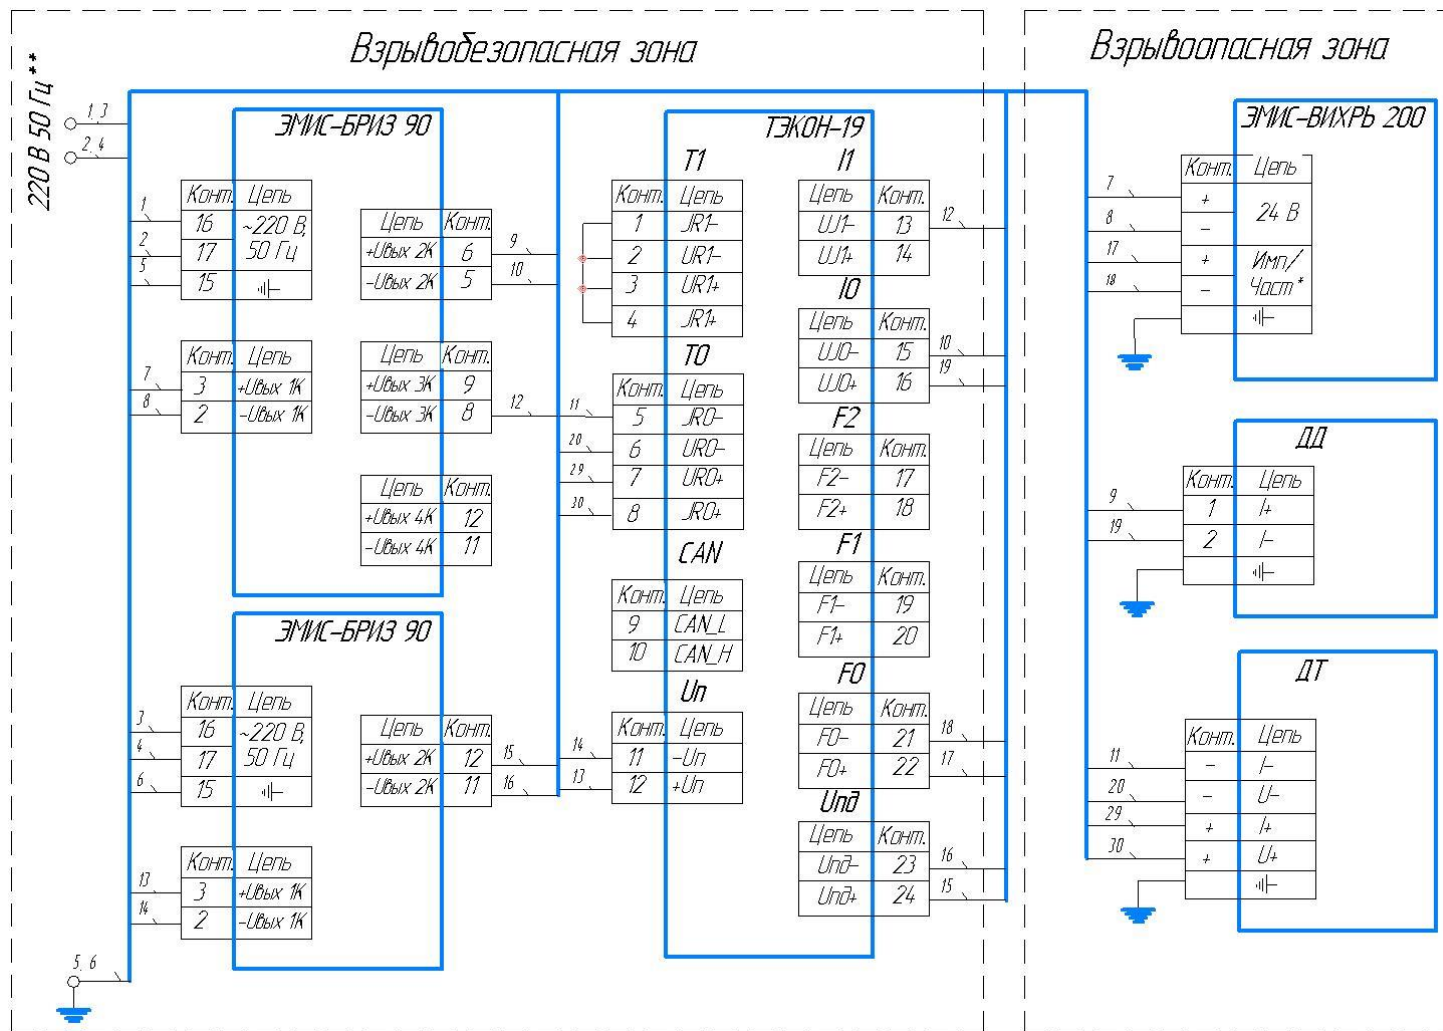 Взрывобезопасная зона
Взрывоопасная зона
220 В 50 Гц**
1, 3
2, 4
ЭМИС-БРИЗ 90
Конт. Цепь
1 16 ~220 В,
2 17 50 Гц
5 15
Цепь Конт.
+Uвых 2К 6 9
-Uвых 2К 5 10
Конт. Цепь
7 3 +Uвых 1К
8 2 -Uвых 1К
Цепь Конт.
+Uвых 3К 9
-Uвых 3К 8 12
Цепь Конт.
+Uвых 4К 12
-Uвых 4К 11
ЭМИС-БРИЗ 90
Конт. Цепь
3 16 ~220 В,
4 17 50 Гц
6 15
Цепь Конт.
+Uвых 2К 12 15
-Uвых 2К 11 16
Конт. Цепь
13 3 +Uвых 1К
14 2 -Uвых 1К
5, 6
ТЭКОН-19
Т1
Конт. Цепь
1 JR1-
2 UR1-
3 UR1+
4 JR1+
Т0
Конт. Цепь
11 5 JR0-
20 6 UR0-
29 7 UR0+
30 8 JR0+
CAN
Конт. Цепь
9 CAN_L
10 CAN_H
Uп
Конт. Цепь
14 11 -Uп
13 12 +Uп
I1
Цепь Конт.
UJ1- 13 12
UJ1+ 14
I0
Цепь Конт.
UJ0- 15 10
UJ0+ 16 19
F2
Цепь Конт.
F2- 17
F2+ 18
F1
Цепь Конт.
F1- 19
F1+ 20
F0
Цепь Конт.
F0- 21 18
F0+ 22 17
Uпд
Цепь Конт.
Uпд- 23 16
Uпд+ 24 15
ЭМИС-ВИХРЬ 200
Конт. Цепь
7 + 24 В
8 -
17 + Имп/
18 - Част*
ДД
Конт. Цепь
9 1 I+
19 2 I-
ДТ
Конт. Цепь
11 - I-
20 - U-
29 + I+
30 + U+